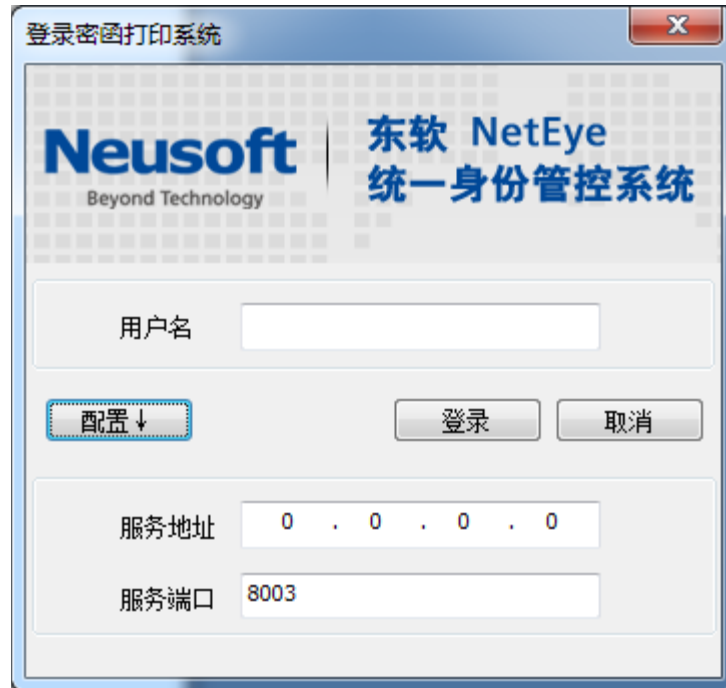 登录密函打印系统
Neusoft
Beyond Technology
东软 NetEye
统一身份管控系统
用户名
配置↓
登录
取消
服务地址
0 . 0 . 0 . 0
服务端口
8003